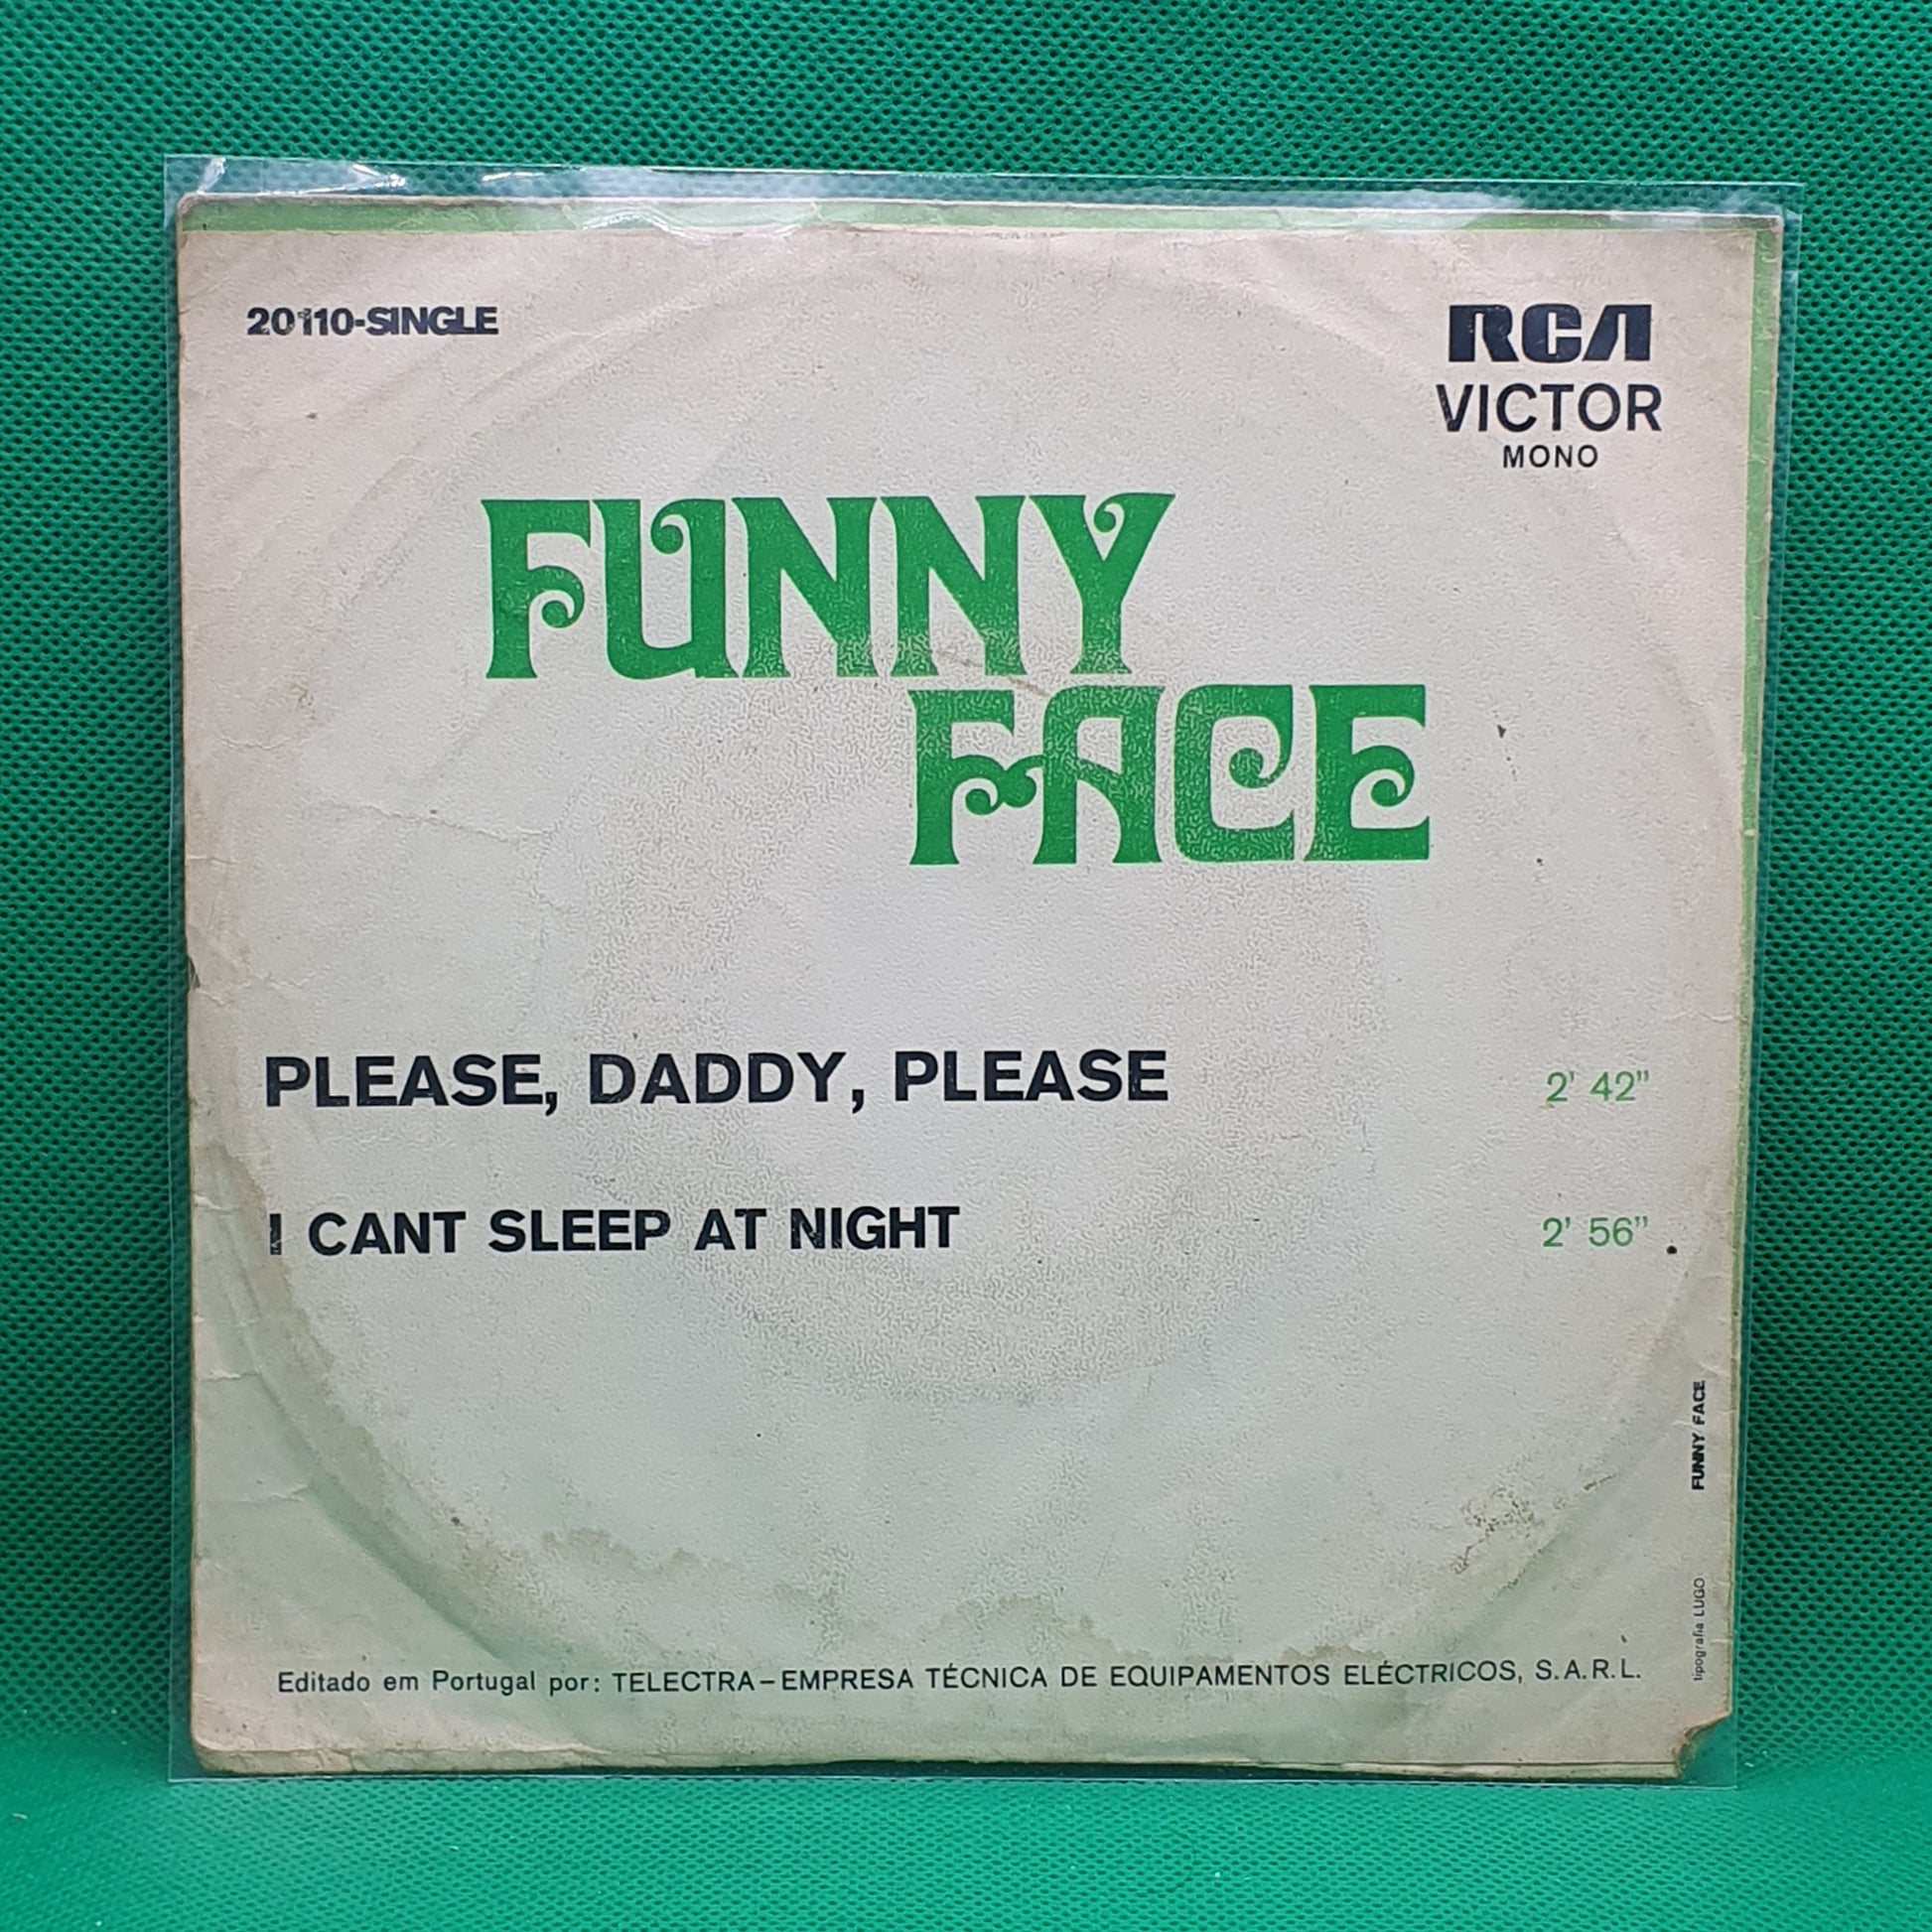 20110-SINGLE
RCA
VICTOR
MONO
FUNNY
FACE
PLEASE, DADDY, PLEASE 2' 42"
I CANT SLEEP AT NIGHT 2' 56"
FUNNY FACE
tipografia LUGO
Editado em Portugal por: TELECTRA–EMPRESA TÉCNICA DE EQUIPAMENTOS ELÉCTRICOS, S.A.R.L.